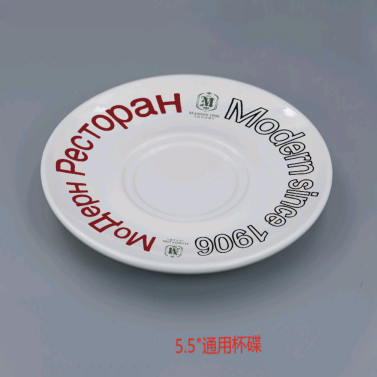 МоДерн Ресторан
M
Modern since 1906
M
5.5"通用杯碟